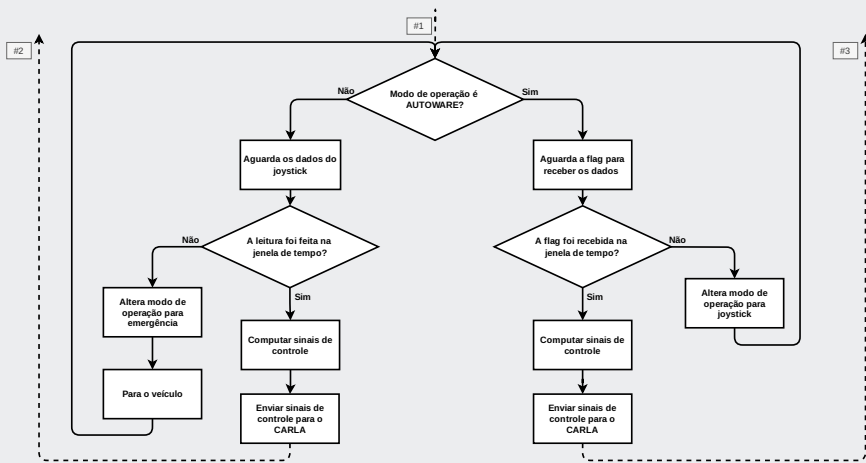 #1
#2
#3
Modo de operação é
AUTOWARE?
Não
Sim
Aguarda os dados do
joystick
Aguarda a flag para
receber os dados
A leitura foi feita na
jenela de tempo?
Não
Sim
A flag foi recebida na
jenela de tempo?
Não
Sim
Altera modo de
operação para
emergência
Computar sinais de
controle
Computar sinais de
controle
Altera modo de
operação para
joystick
Para o veículo
Enviar sinais de
controle para o
CARLA
Enviar sinais de
controle para o
CARLA